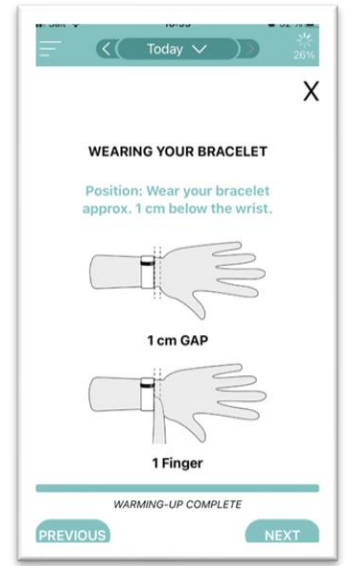 Today
26%
X
WEARING YOUR BRACELET
Position: Wear your bracelet
approx. 1 cm below the wrist.
1 cm GAP
1 Finger
WARMING-UP COMPLETE
PREVIOUS
NEXT